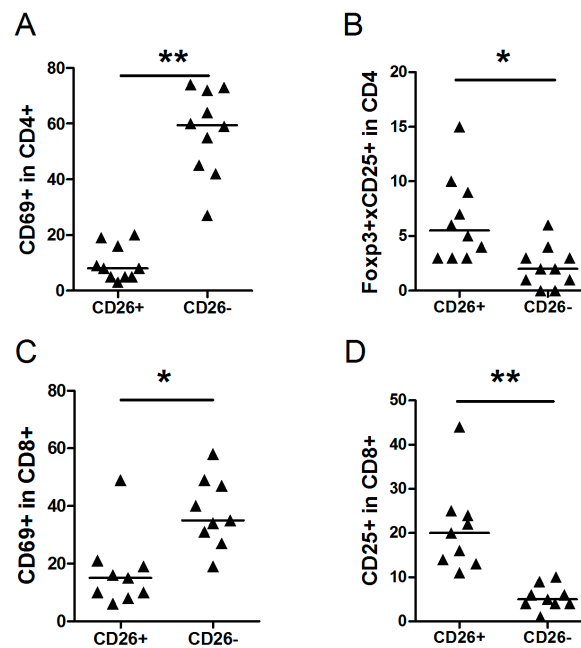 A
**
CD69+ in CD4+
80
60
40
20
0
CD26+ CD26-
B
*
Foxp3+xCD25+ in CD4
20
15
10
5
0
CD26+ CD26-
C
*
CD69+ in CD8+
80
60
40
20
0
CD26+ CD26-
D
**
CD25+ in CD8+
50
40
30
20
10
0
CD26+ CD26-